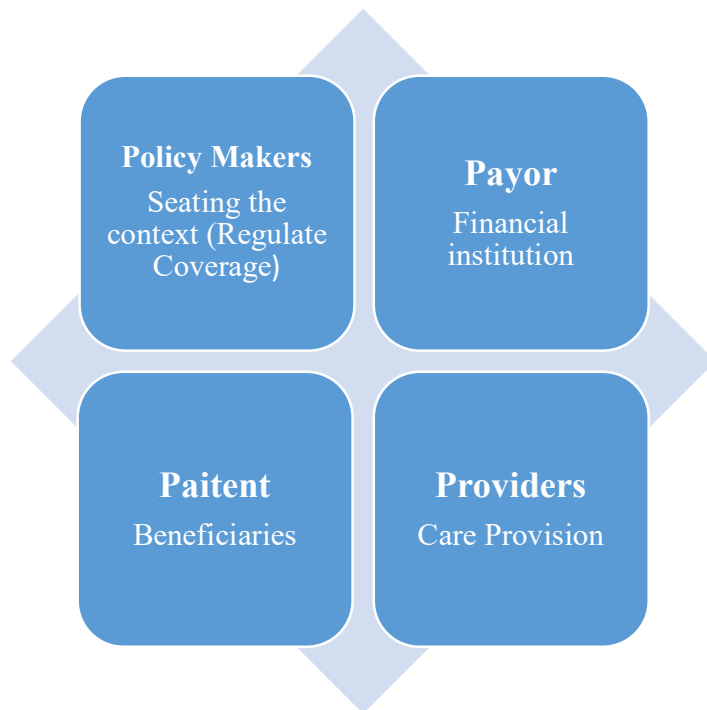 Policy Makers
Seating the
context (Regulate
Coverage)
Payor
Financial
institution
Paitent
Beneficiaries
Providers
Care Provision